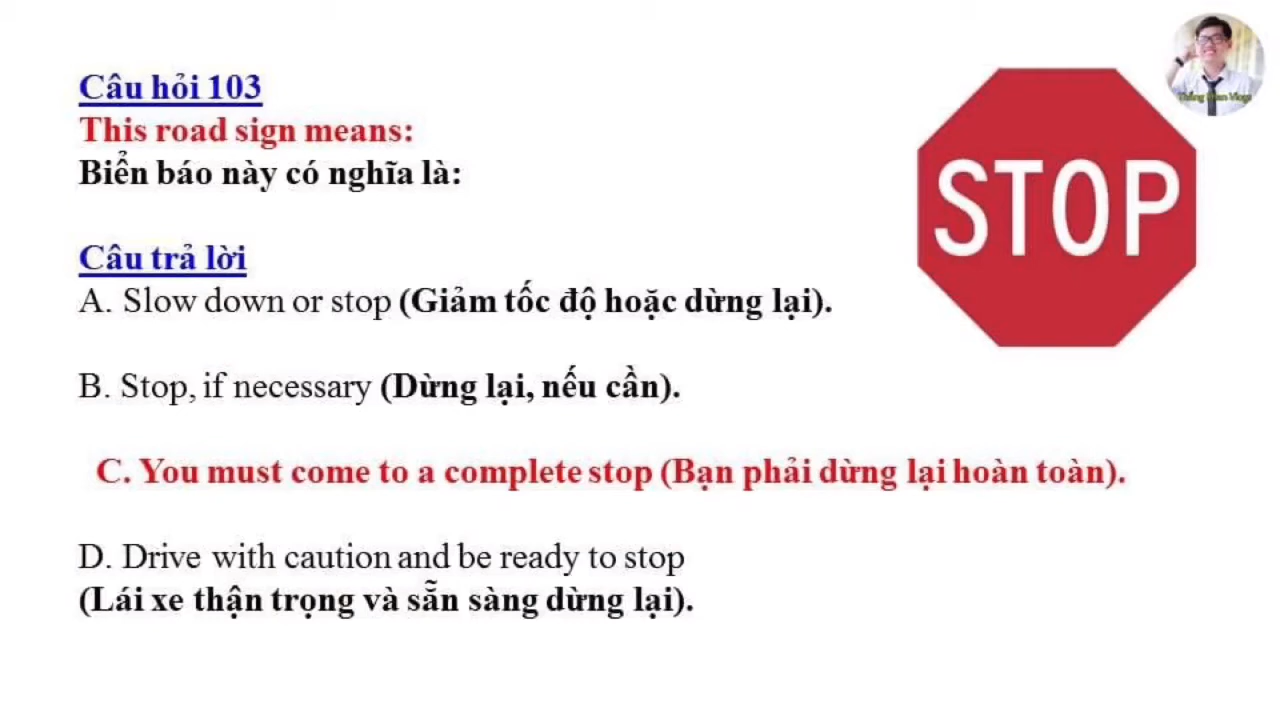 Câu hỏi 103
This road sign means:
Biển báo này có nghĩa là:
STOP
Câu trả lời
A. Slow down or stop (Giảm tốc độ hoặc dừng lại).
B. Stop, if necessary (Dừng lại, nếu cần).
C. You must come to a complete stop (Bạn phải dừng lại hoàn toàn).
D. Drive with caution and be ready to stop
(Lái xe thận trọng và sẵn sàng dừng lại).